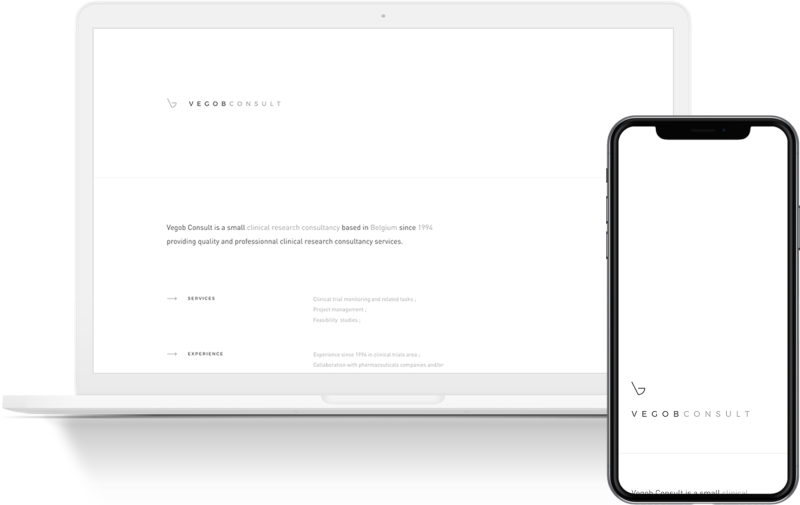 VEGOBCONSULT
Vegob Consult is a small clinical research consultancy based in Belgium since 1994
providing quality and professionnal clinical research consultancy services.
SERVICES
Clinical trial monitoring and related tasks ;
Project management ;
Feasibility studies ;
EXPERIENCE
Experience since 1994 in clinical trials area ;
Collaboration with pharmaceuticals companies and/or
VEGOBCONSULT
Vegob Consult is a small clinical